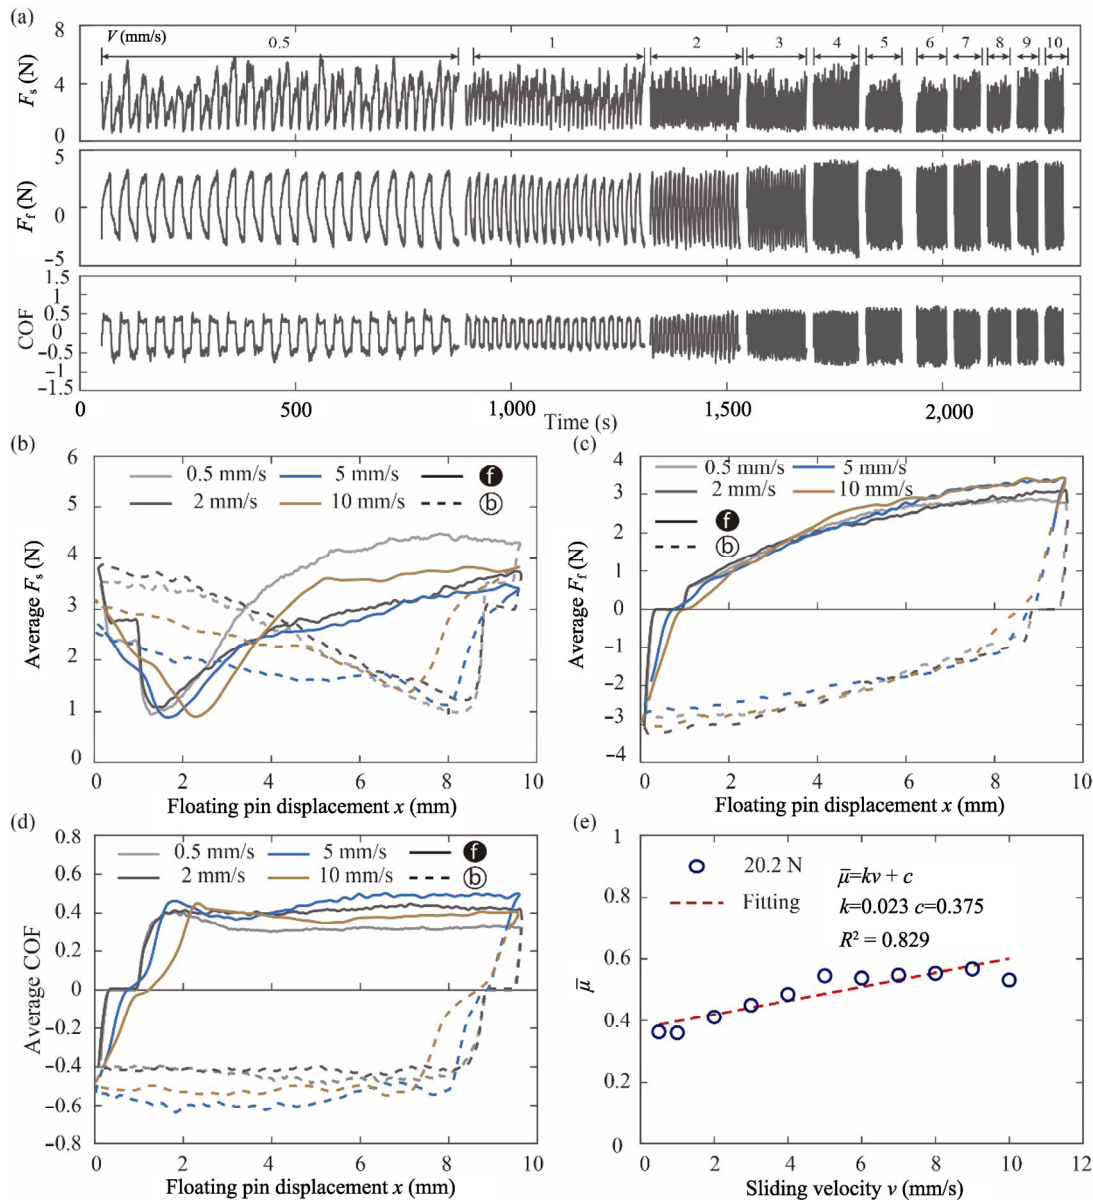 (a)
V (mm/s)
0.5 1 2 3 4 5 6 7 8 9 10
8
4
0
Fs (N)
5
0
−5
Ff (N)
1.5
1
0.5
0
−0.5
−1
−1.5
COF
0 500 1,000 1,500 2,000
Time (s)
(b)
6
5
4
3
2
1
0
Average Fs (N)
0.5 mm/s 5 mm/s f
2 mm/s 10 mm/s b
0 2 4 6 8 10
Floating pin displacement x (mm)
(c)
4
3
2
1
0
−1
−2
−3
−4
Average Ff (N)
0.5 mm/s 5 mm/s
2 mm/s 10 mm/s
f
b
0 2 4 6 8 10
Floating pin displacement x (mm)
(d)
0.8
0.6
0.4
0.2
0
−0.2
−0.4
−0.6
−0.8
Average COF
0.5 mm/s 5 mm/s f
2 mm/s 10 mm/s b
0 2 4 6 8 10
Floating pin displacement x (mm)
(e)
1
0.8
0.6
0.4
0.2
0
μ̅
20.2 N
Fitting
μ̅=kv + c
k=0.023 c=0.375
R² = 0.829
0 2 4 6 8 10 12
Sliding velocity v (mm/s)